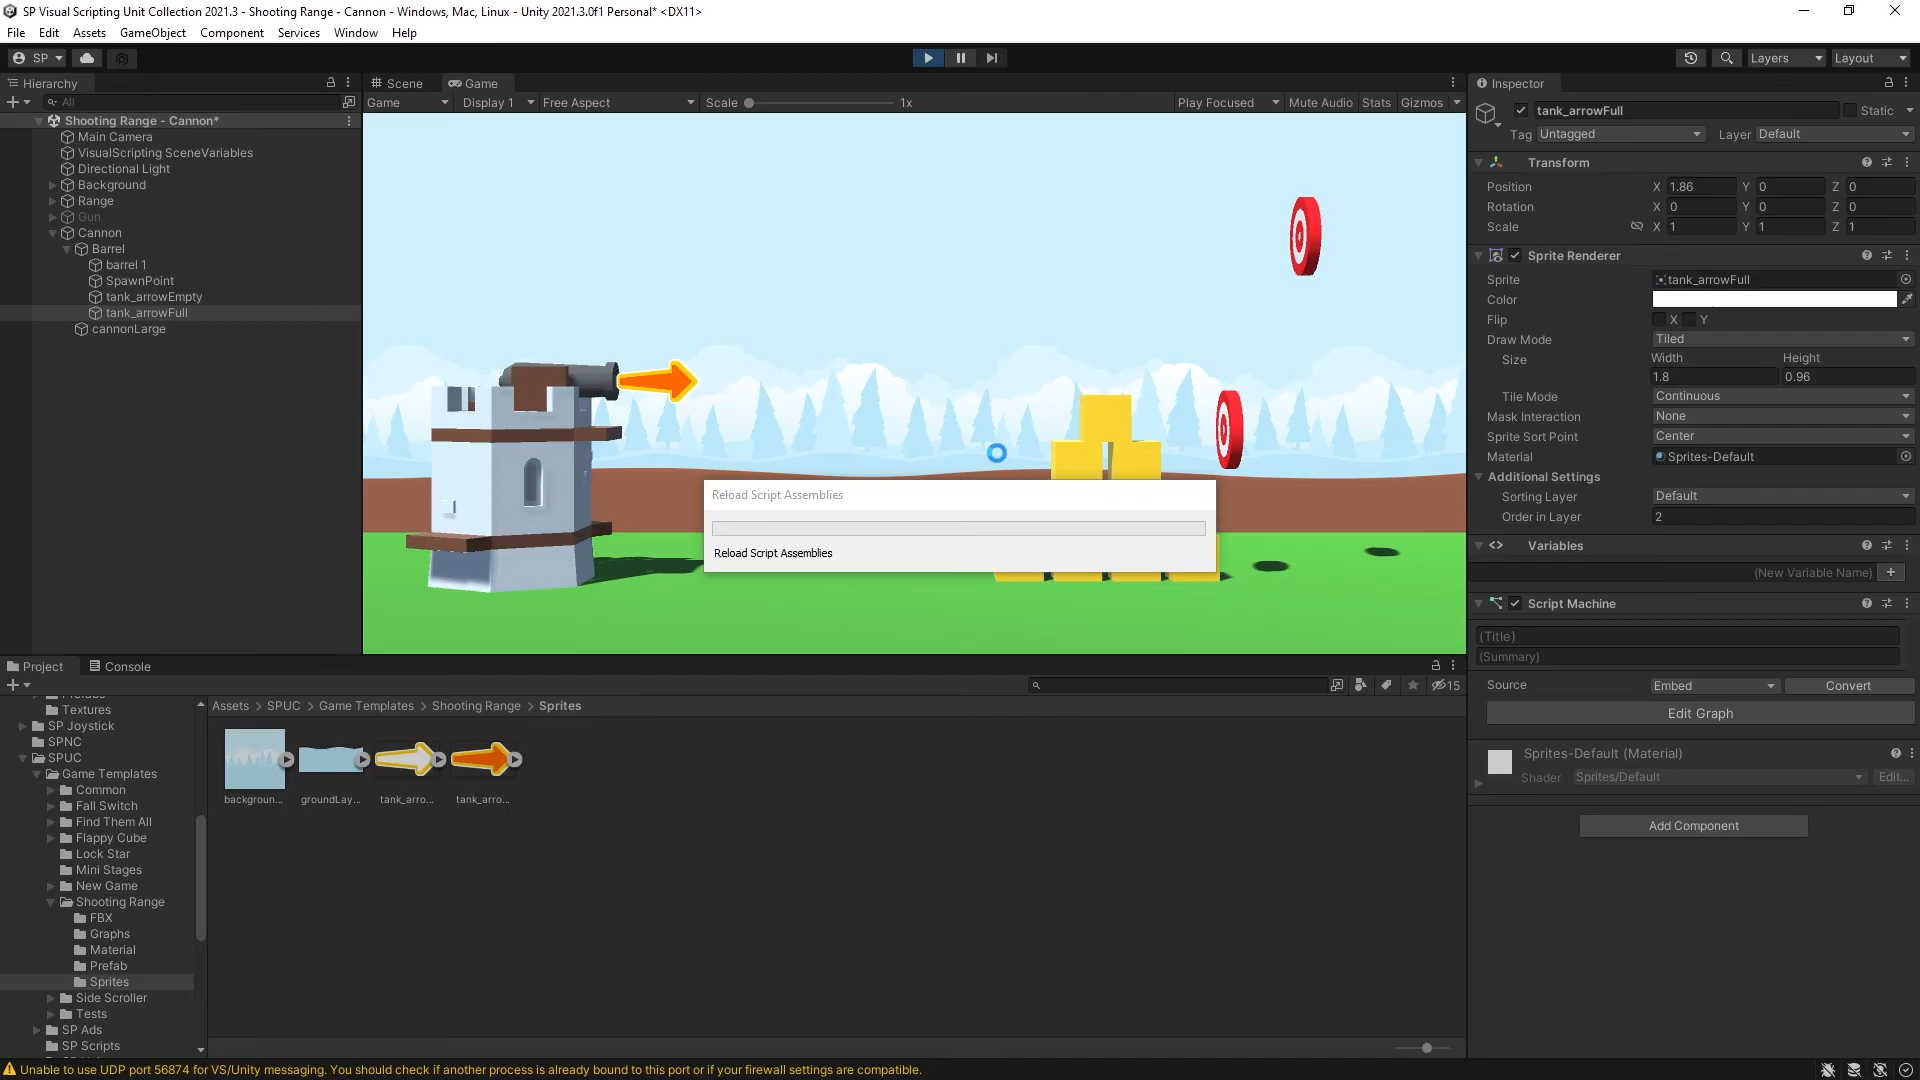 SP Visual Scripting Unit Collection 2021.3 - Shooting Range - Cannon - Windows, Mac, Linux - Unity 2021.3.0f1 Personal* <DX11>
File Edit Assets GameObject Component Services Window Help
SP Layers Layout
Hierarchy
All
Shooting Range - Cannon*
Main Camera
VisualScripting SceneVariables
Directional Light
Background
Range
Gun
Cannon
Barrel
barrel 1
SpawnPoint
tank_arrowEmpty
tank_arrowFull
cannonLarge
Scene Game
Game Display 1 Free Aspect Scale 1x Play Focused Mute Audio Stats Gizmos
Reload Script Assemblies
Reload Script Assemblies
Inspector
tank_arrowFull Static
Tag Untagged Layer Default
Transform
Position X 1.86 Y 0 Z 0
Rotation X 0 Y 0 Z 0
Scale X 1 Y 1 Z 1
Sprite Renderer
Sprite tank_arrowFull
Color
Flip X Y
Draw Mode Tiled
Size Width Height
1.8 0.96
Tile Mode Continuous
Mask Interaction None
Sprite Sort Point Center
Material Sprites-Default
Additional Settings
Sorting Layer Default
Order in Layer 2
Variables
(New Variable Name) +
Script Machine
(Title)
(Summary)
Source Embed Convert
Edit Graph
Sprites-Default (Material)
Shader Sprites/Default Edit...
Add Component
Project Console
15
Textures
SP Joystick
SPNC
SPUC
Game Templates
Common
Fall Switch
Find Them All
Flappy Cube
Lock Star
Mini Stages
New Game
Shooting Range
FBX
Graphs
Material
Prefab
Sprites
Side Scroller
Tests
SP Ads
SP Scripts
Assets > SPUC > Game Templates > Shooting Range > Sprites
backgroun... groundLay... tank_arro... tank_arro...
Unable to use UDP port 56874 for VS/Unity messaging. You should check if another process is already bound to this port or if your firewall settings are compatible.